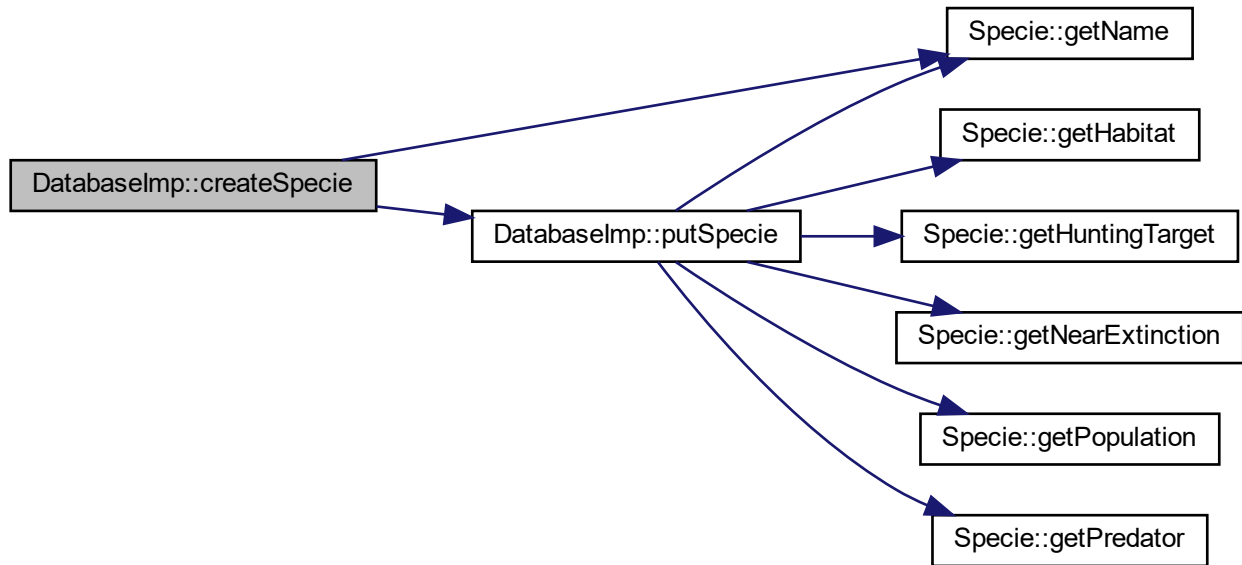 Specie::getName
Specie::getHabitat
DatabaseImp::createSpecie
DatabaseImp::putSpecie
Specie::getHuntingTarget
Specie::getNearExtinction
Specie::getPopulation
Specie::getPredator